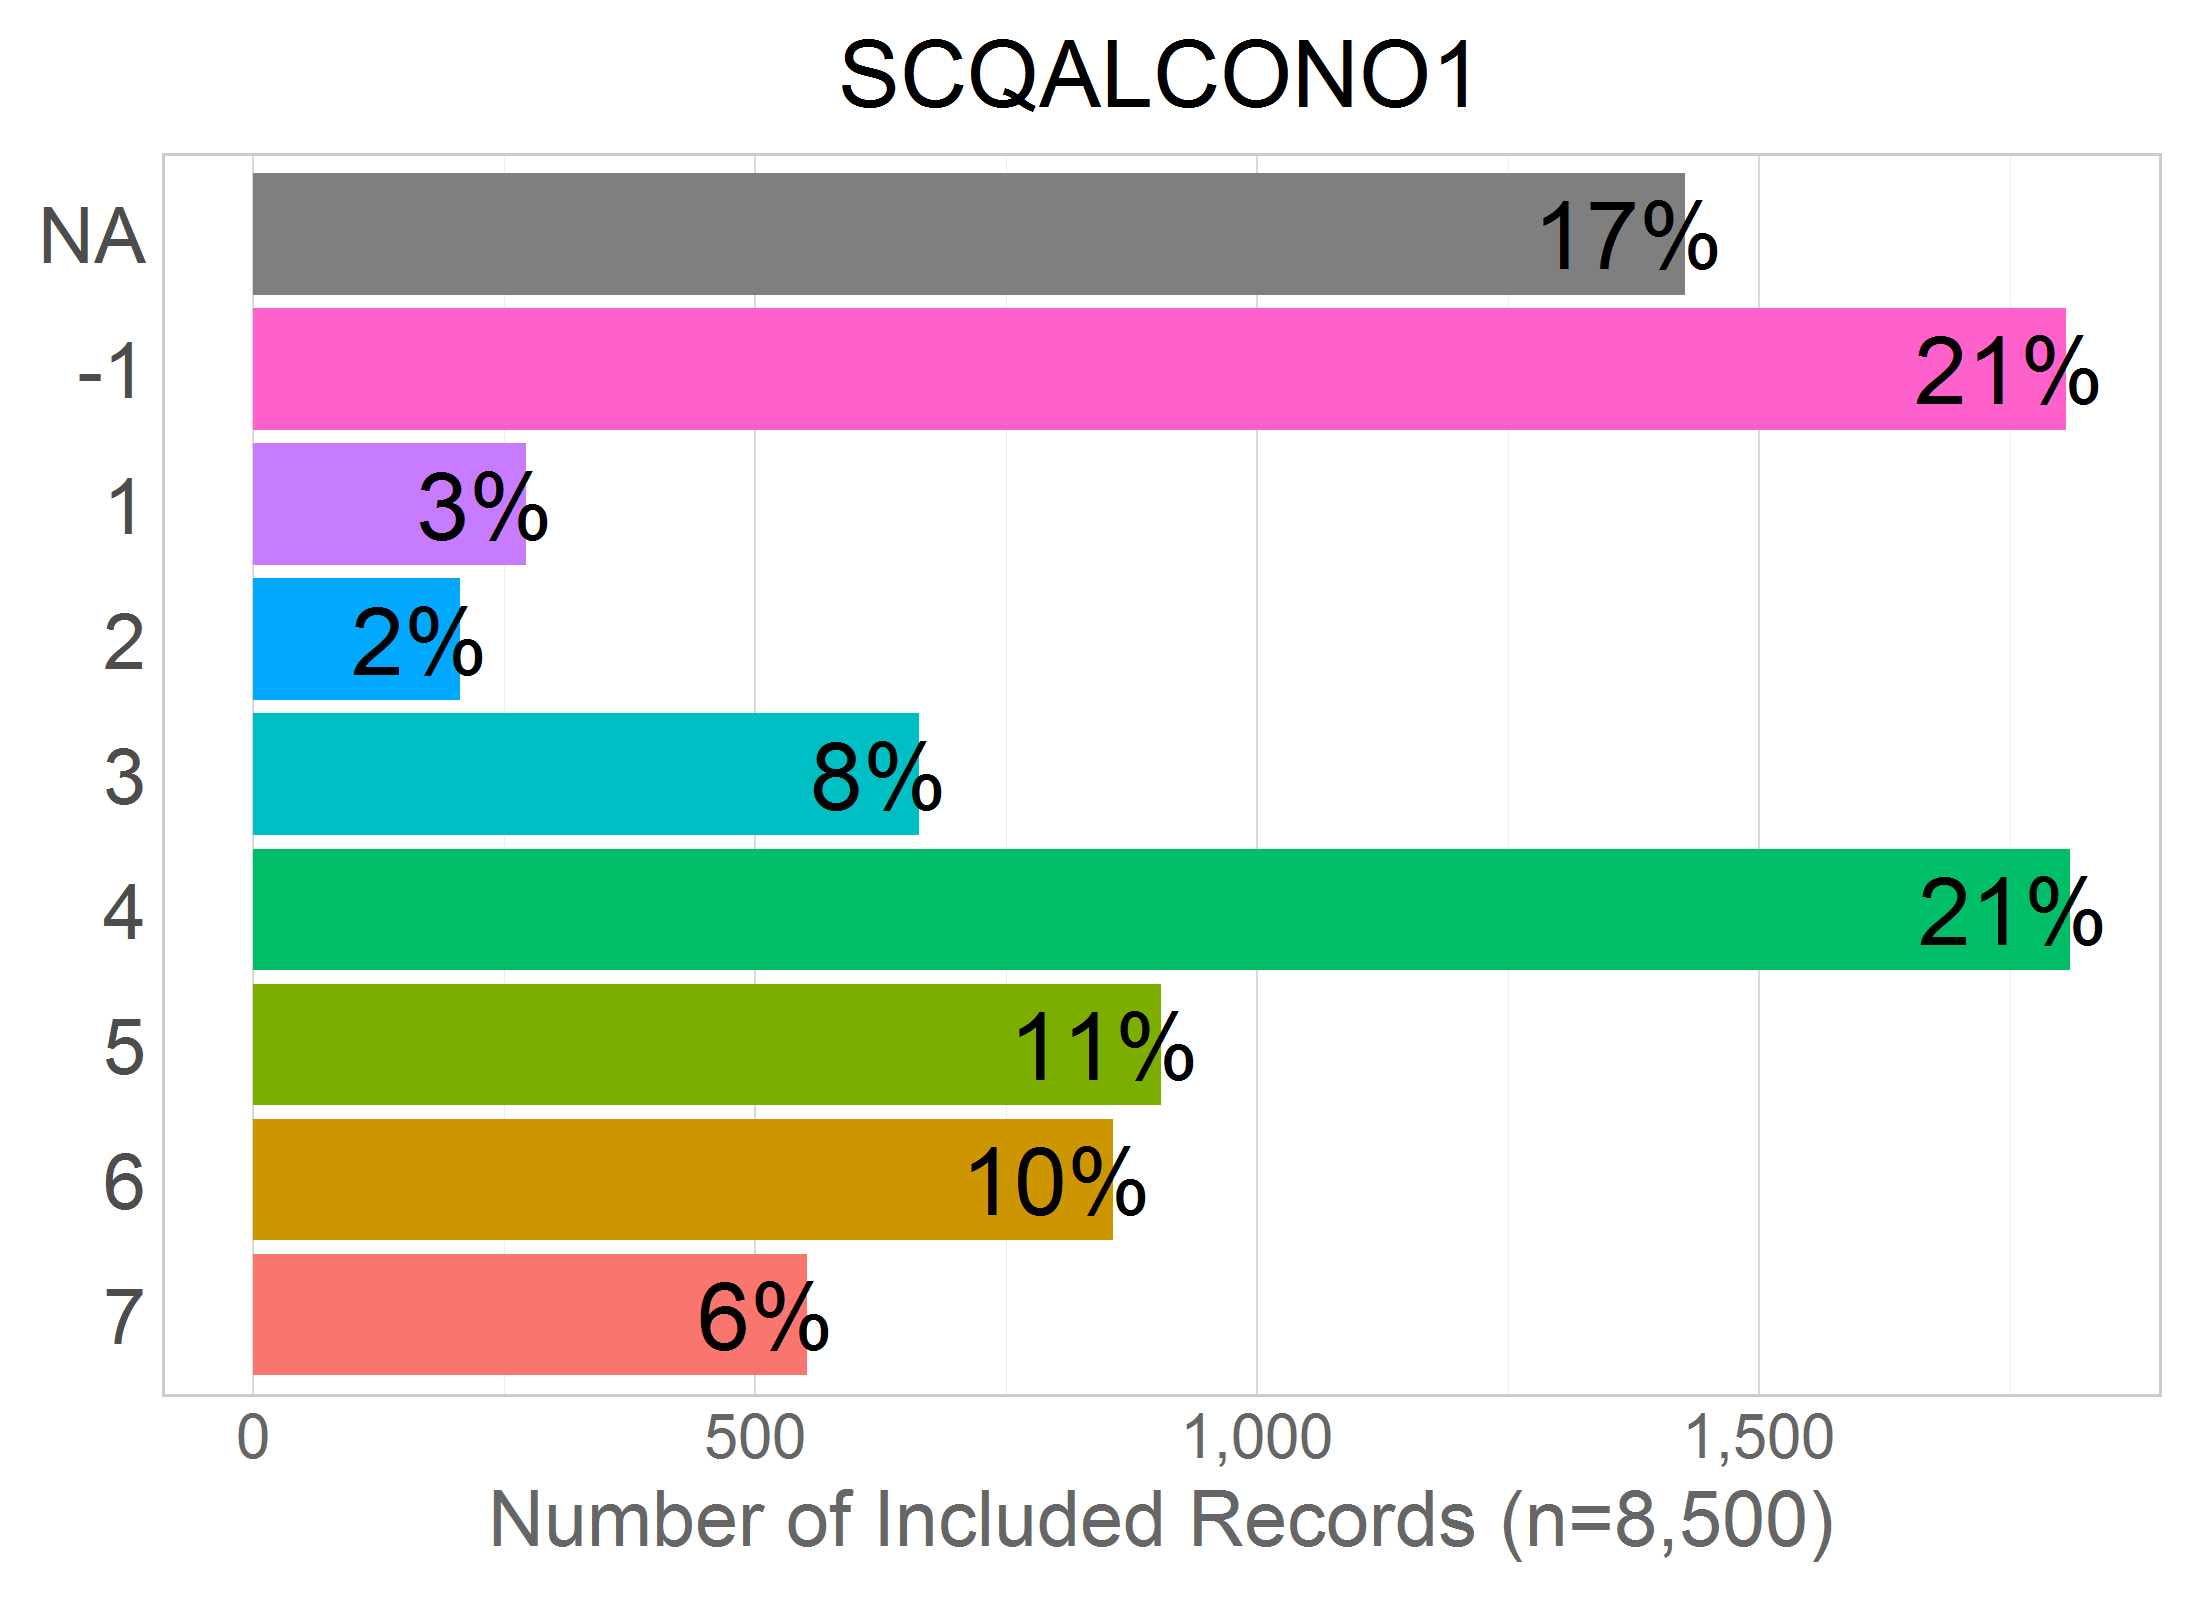 SCQALCONO1
NA 17%
-1 21%
1 3%
2 2%
3 8%
4 21%
5 11%
6 10%
7 6%
0 500 1,000 1,500
Number of Included Records (n=8,500)